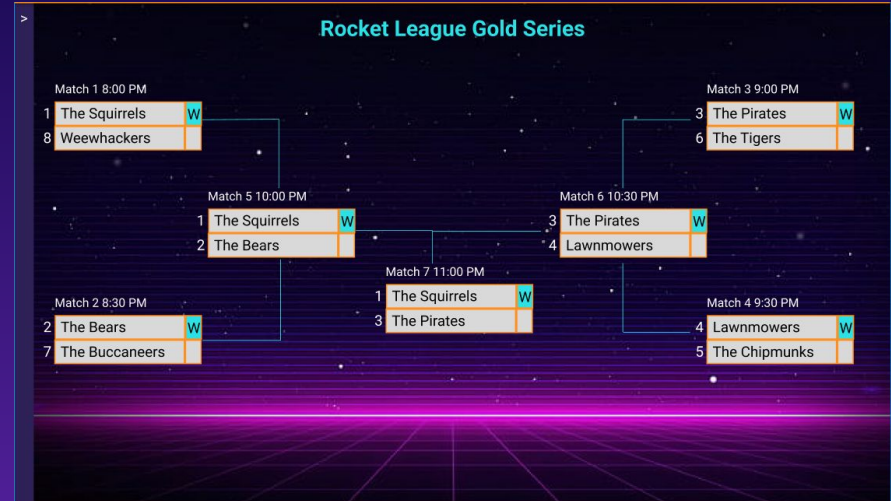 >
Rocket League Gold Series
Match 1 8:00 PM
1 The Squirrels W
8 Weewhackers
Match 3 9:00 PM
3 The Pirates W
6 The Tigers
Match 5 10:00 PM
1 The Squirrels W
2 The Bears
Match 6 10:30 PM
3 The Pirates W
4 Lawnmowers
Match 7 11:00 PM
1 The Squirrels W
3 The Pirates
Match 2 8:30 PM
2 The Bears W
7 The Buccaneers
Match 4 9:30 PM
4 Lawnmowers W
5 The Chipmunks